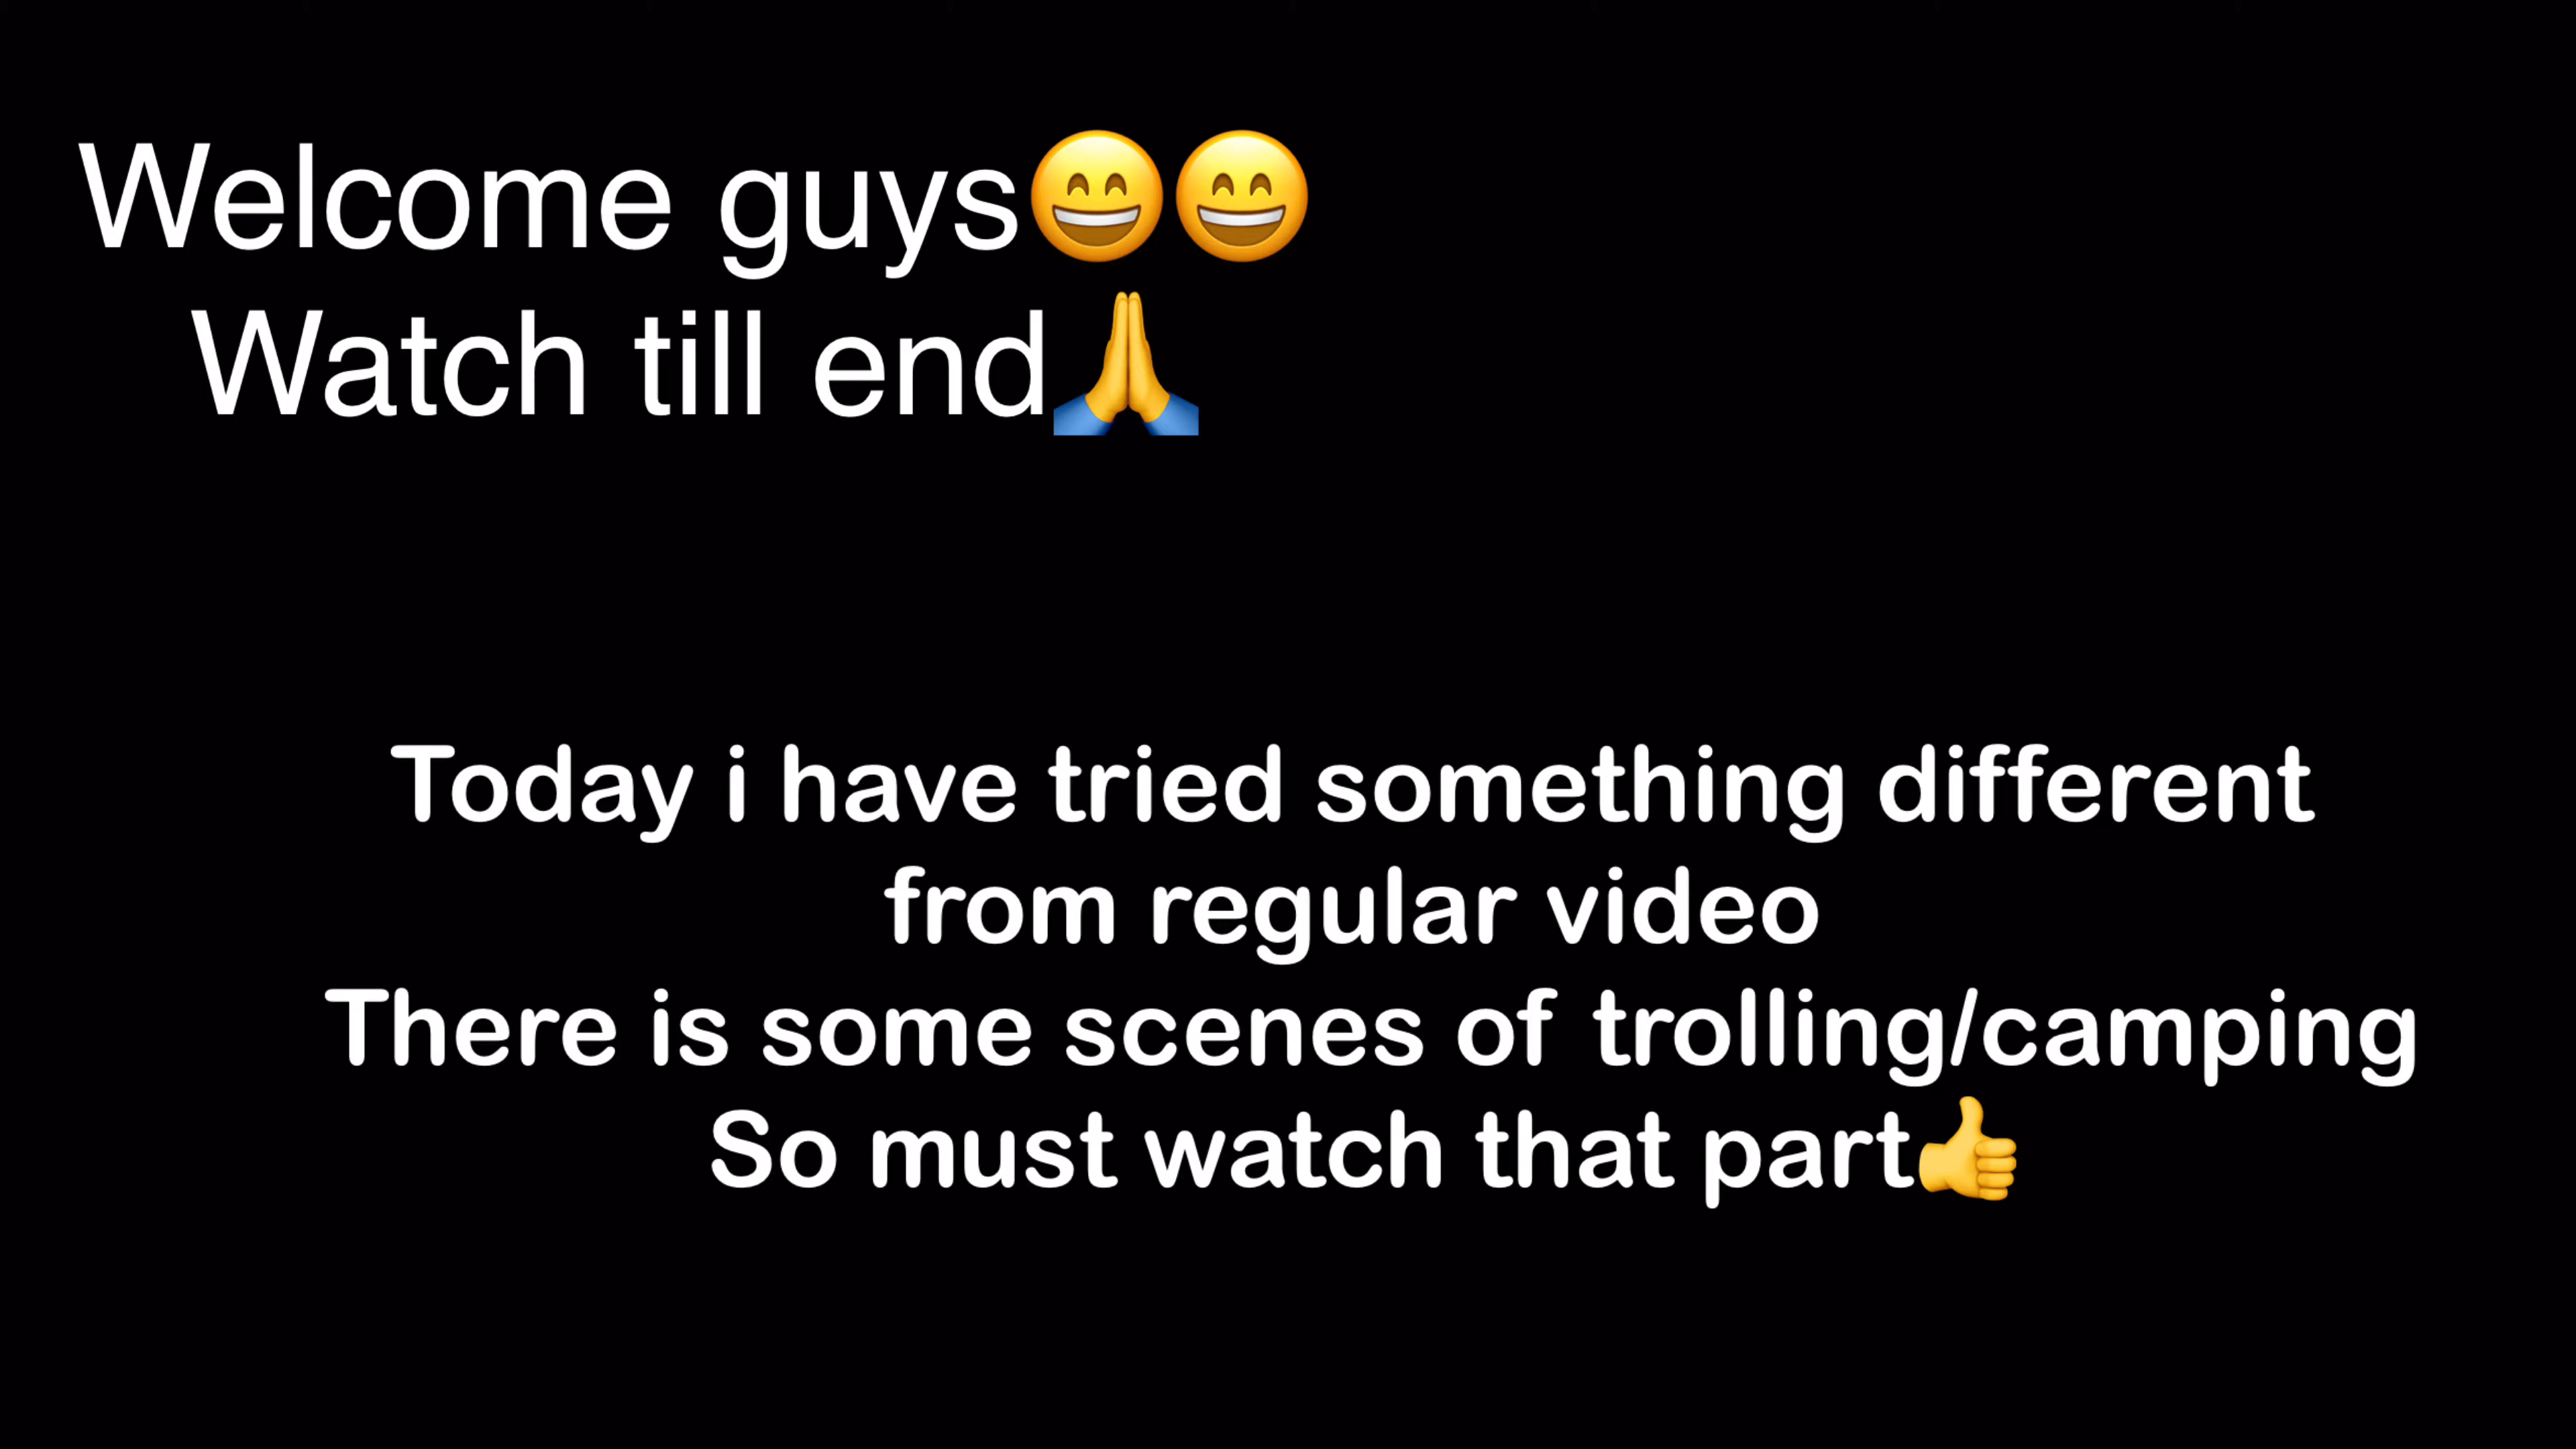 Welcome guys😄😄
Watch till end🙏
Today i have tried something different
from regular video
There is some scenes of trolling/camping
So must watch that part👍